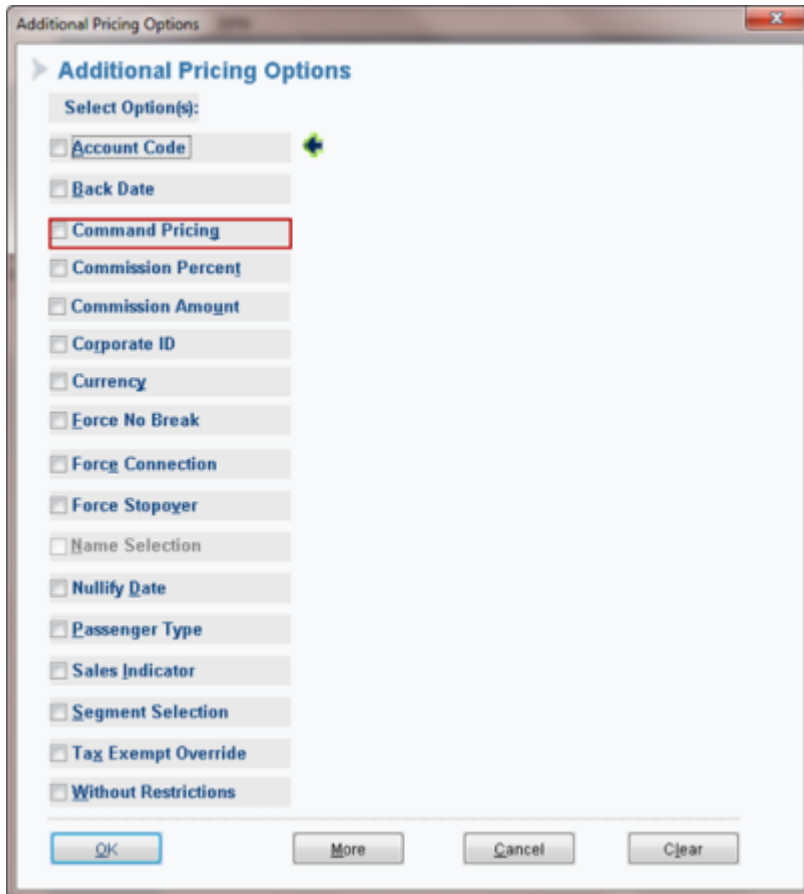 Additional Pricing Options
Additional Pricing Options
Select Option(s):
Account Code
Back Date
Command Pricing
Commission Percent
Commission Amount
Corporate ID
Currency
Force No Break
Force Connection
Force Stopover
Name Selection
Nullify Date
Passenger Type
Sales Indicator
Segment Selection
Tax Exempt Override
Without Restrictions
OK More Cancel Clear